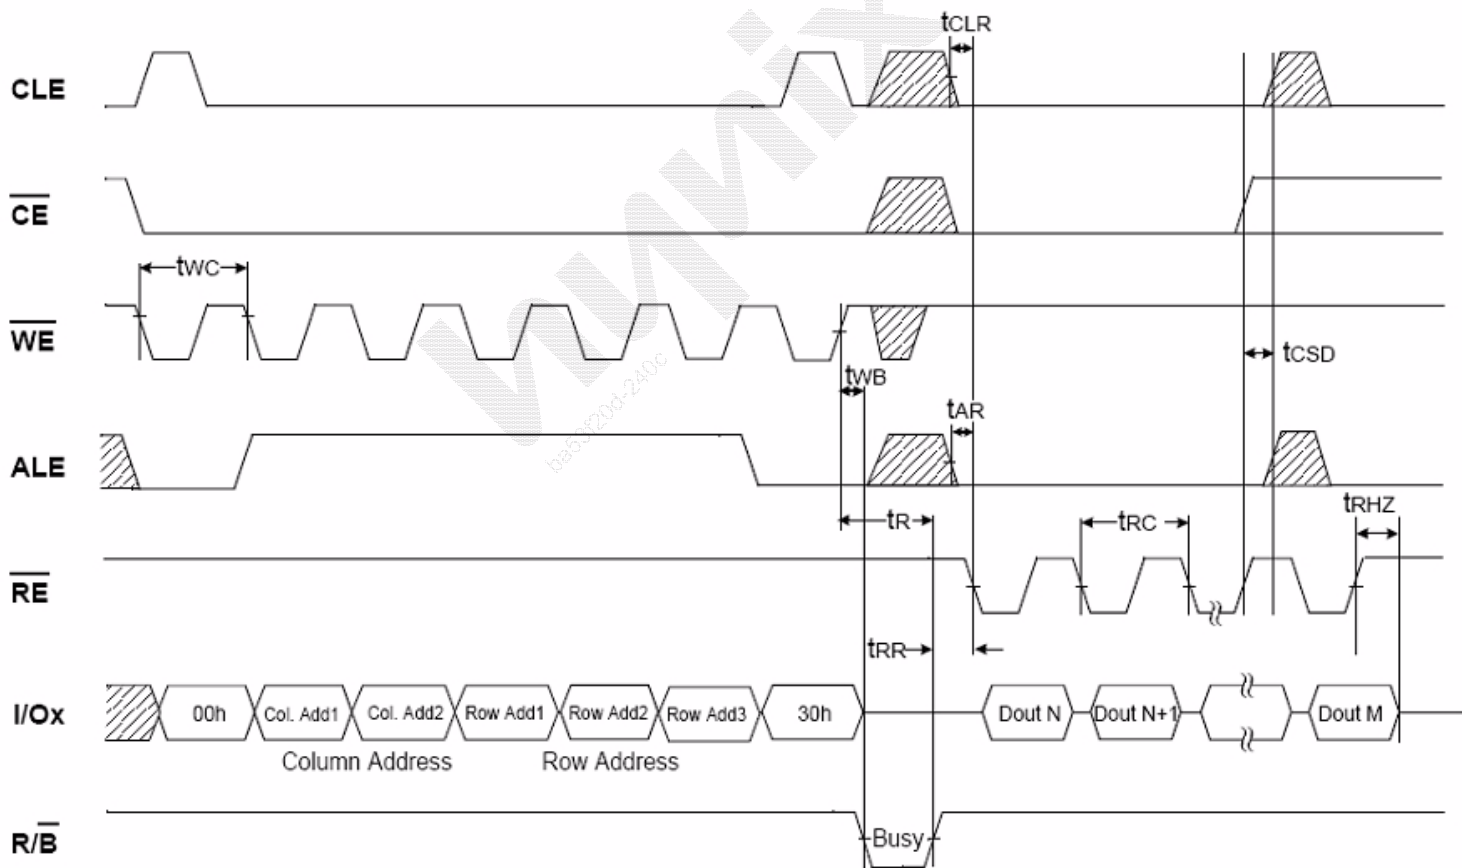 tCLR
CLE
CE
tWC
WE
tCSD
tWB
tAR
ALE
tR
tRC
tRHZ
RE
tRR
I/Ox
00h
Col. Add1
Col. Add2
Row Add1
Row Add2
Row Add3
30h
Dout N
Dout N+1
Dout M
Column Address
Row Address
R/B
Busy